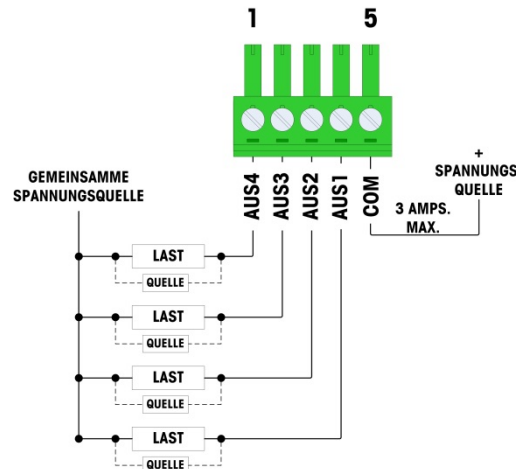 1 5
AUS4 AUS3 AUS2 AUS1 COM
+
SPANNUNGS
QUELLE
3 AMPS.
MAX.
GEMEINSAMME
SPANNUNGSQUELLE
LAST
QUELLE
LAST
QUELLE
LAST
QUELLE
LAST
QUELLE